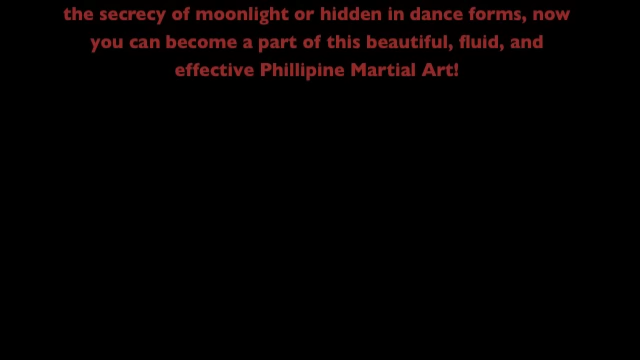 the secrecy of moonlight or hidden in dance forms, now
you can become a part of this beautiful, fluid, and
effective Phillipine Martial Art!